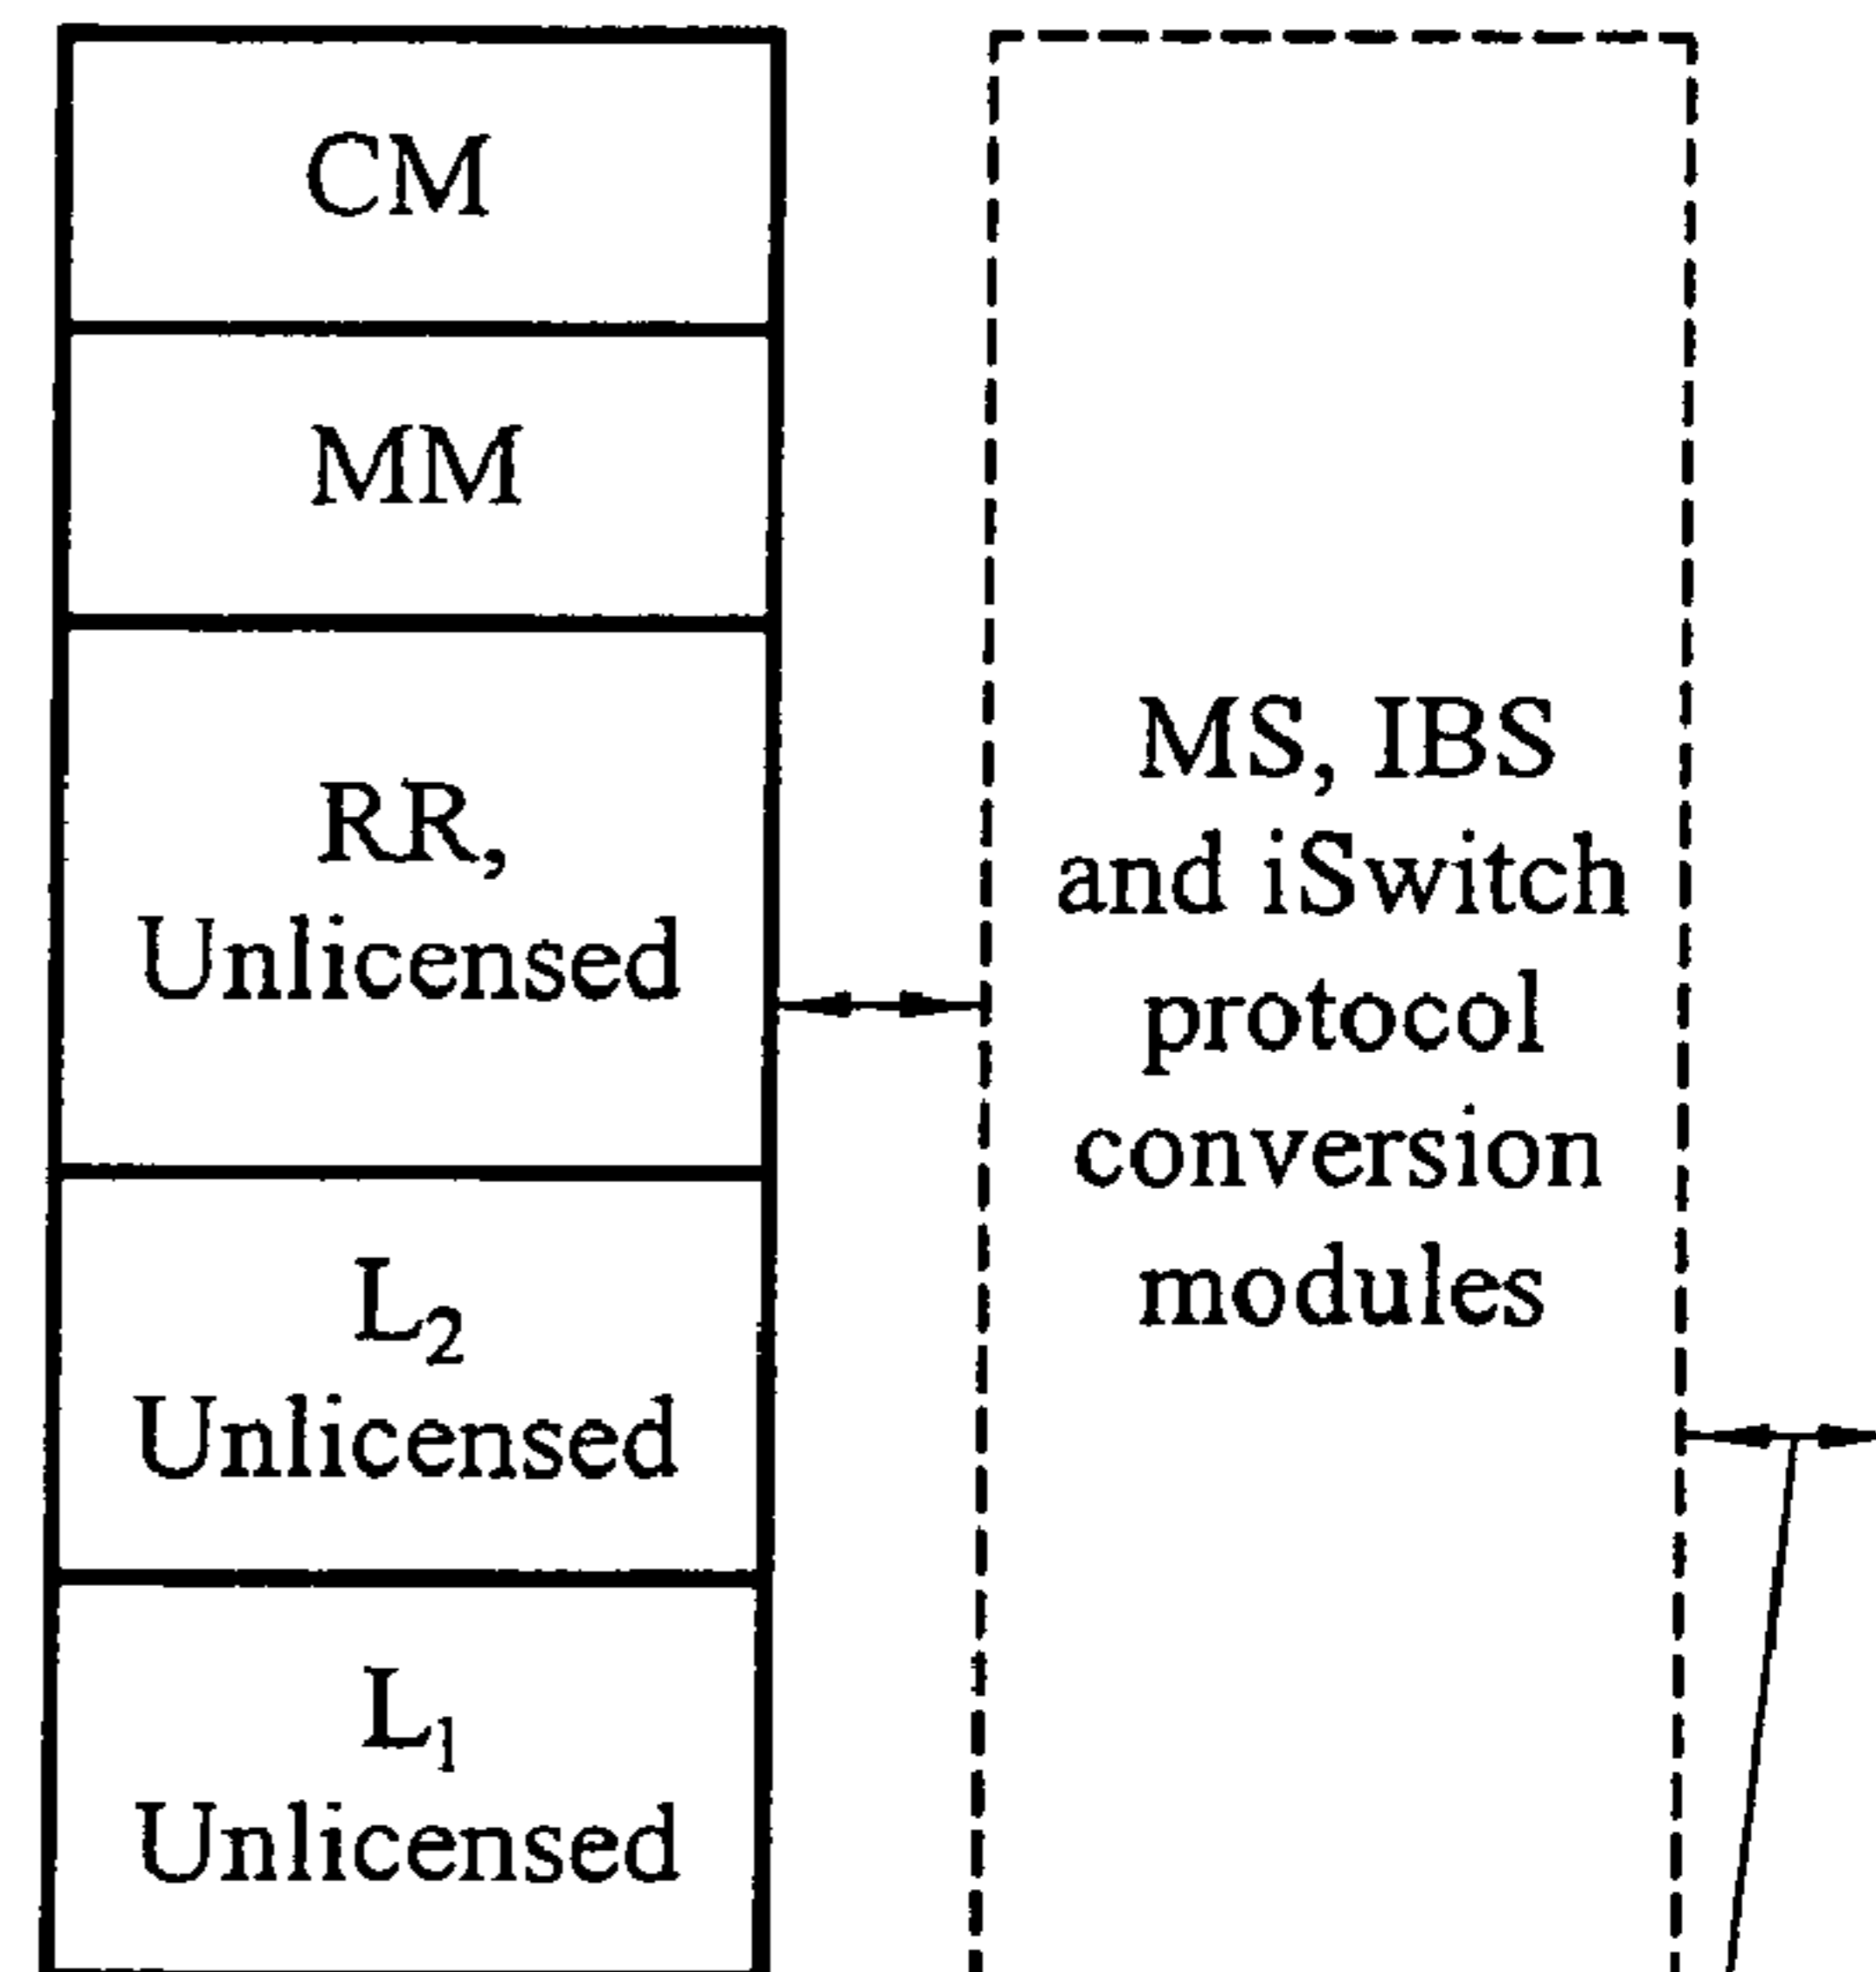 CM
MM
RR,
Unlicensed
L₂
Unlicensed
L₁
Unlicensed
MS, IBS
and iSwitch
protocol
conversion
modules